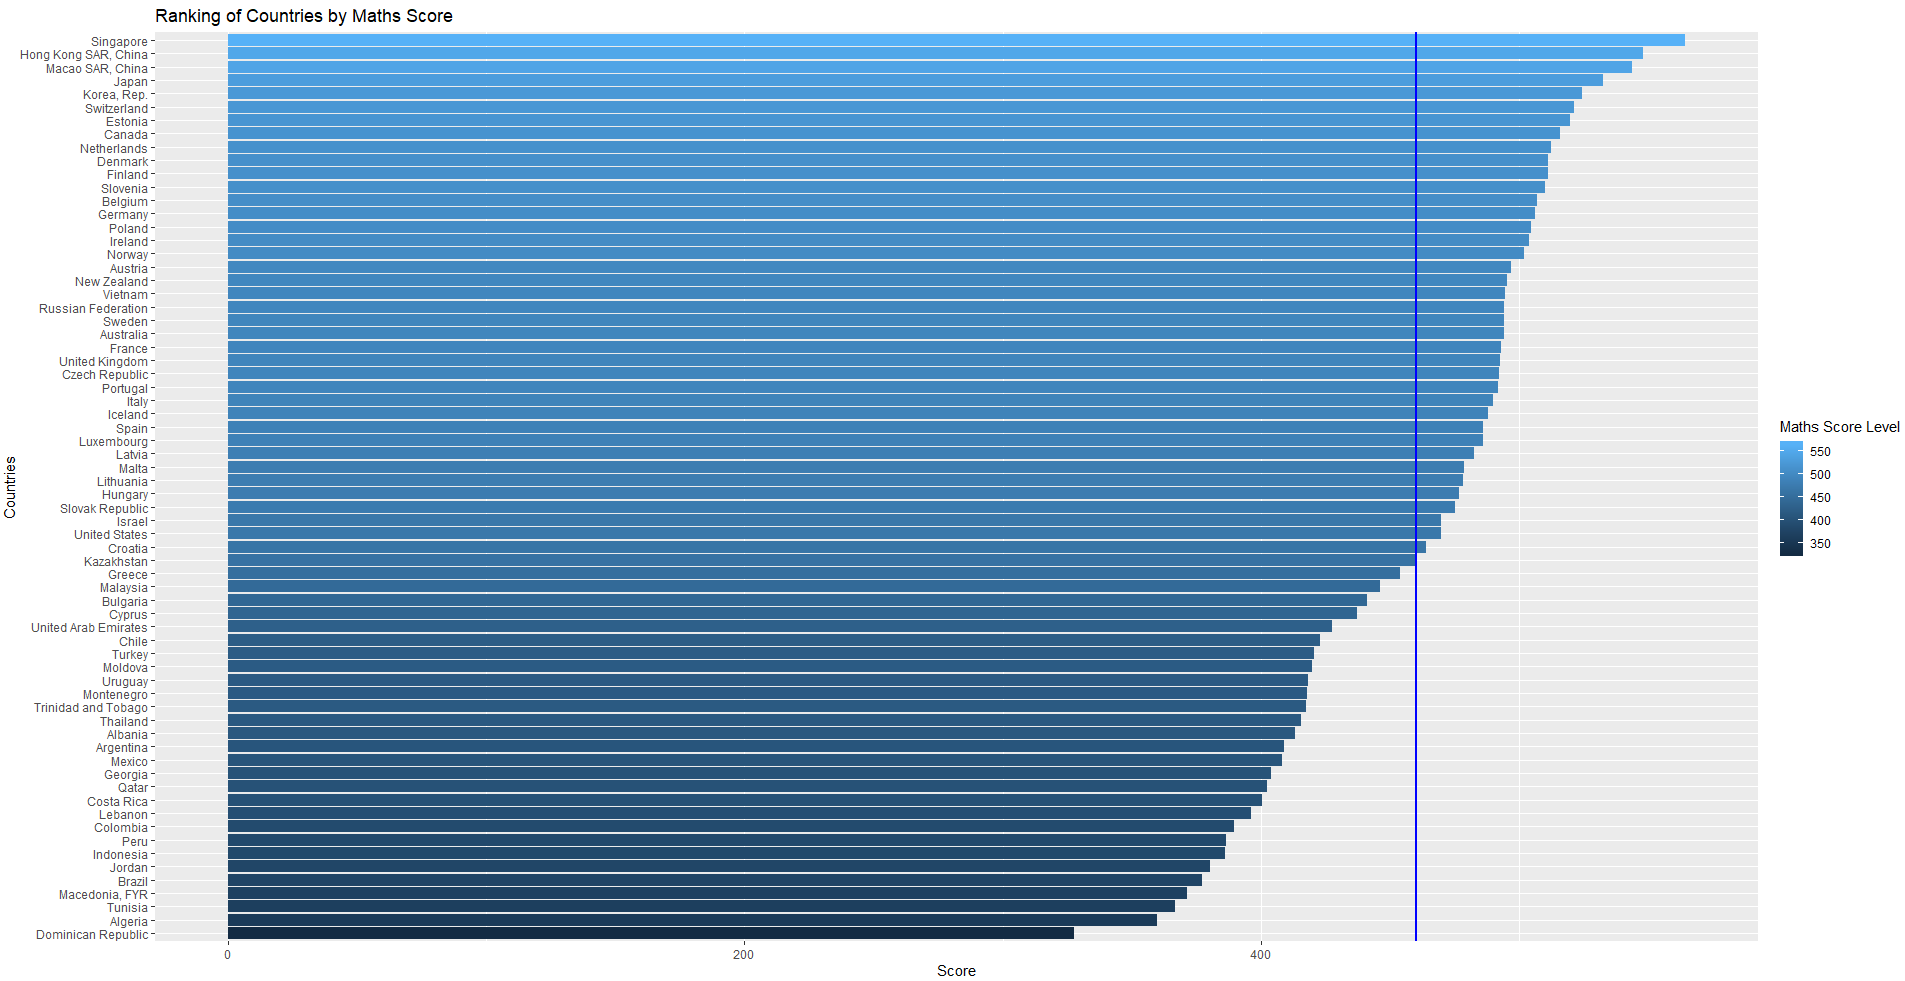 Ranking of Countries by Maths Score
Singapore
Hong Kong SAR, China
Macao SAR, China
Japan
Korea, Rep.
Switzerland
Estonia
Canada
Netherlands
Denmark
Finland
Slovenia
Belgium
Germany
Poland
Ireland
Norway
Austria
New Zealand
Vietnam
Russian Federation
Sweden
Australia
France
United Kingdom
Czech Republic
Portugal
Italy
Iceland
Spain
Luxembourg
Latvia
Malta
Lithuania
Hungary
Slovak Republic
Israel
United States
Croatia
Kazakhstan
Greece
Malaysia
Bulgaria
Cyprus
United Arab Emirates
Chile
Turkey
Moldova
Uruguay
Montenegro
Trinidad and Tobago
Thailand
Albania
Argentina
Mexico
Georgia
Qatar
Costa Rica
Lebanon
Colombia
Peru
Indonesia
Jordan
Brazil
Macedonia, FYR
Tunisia
Algeria
Dominican Republic
Countries
0 200 400
Score
Maths Score Level
550
500
450
400
350